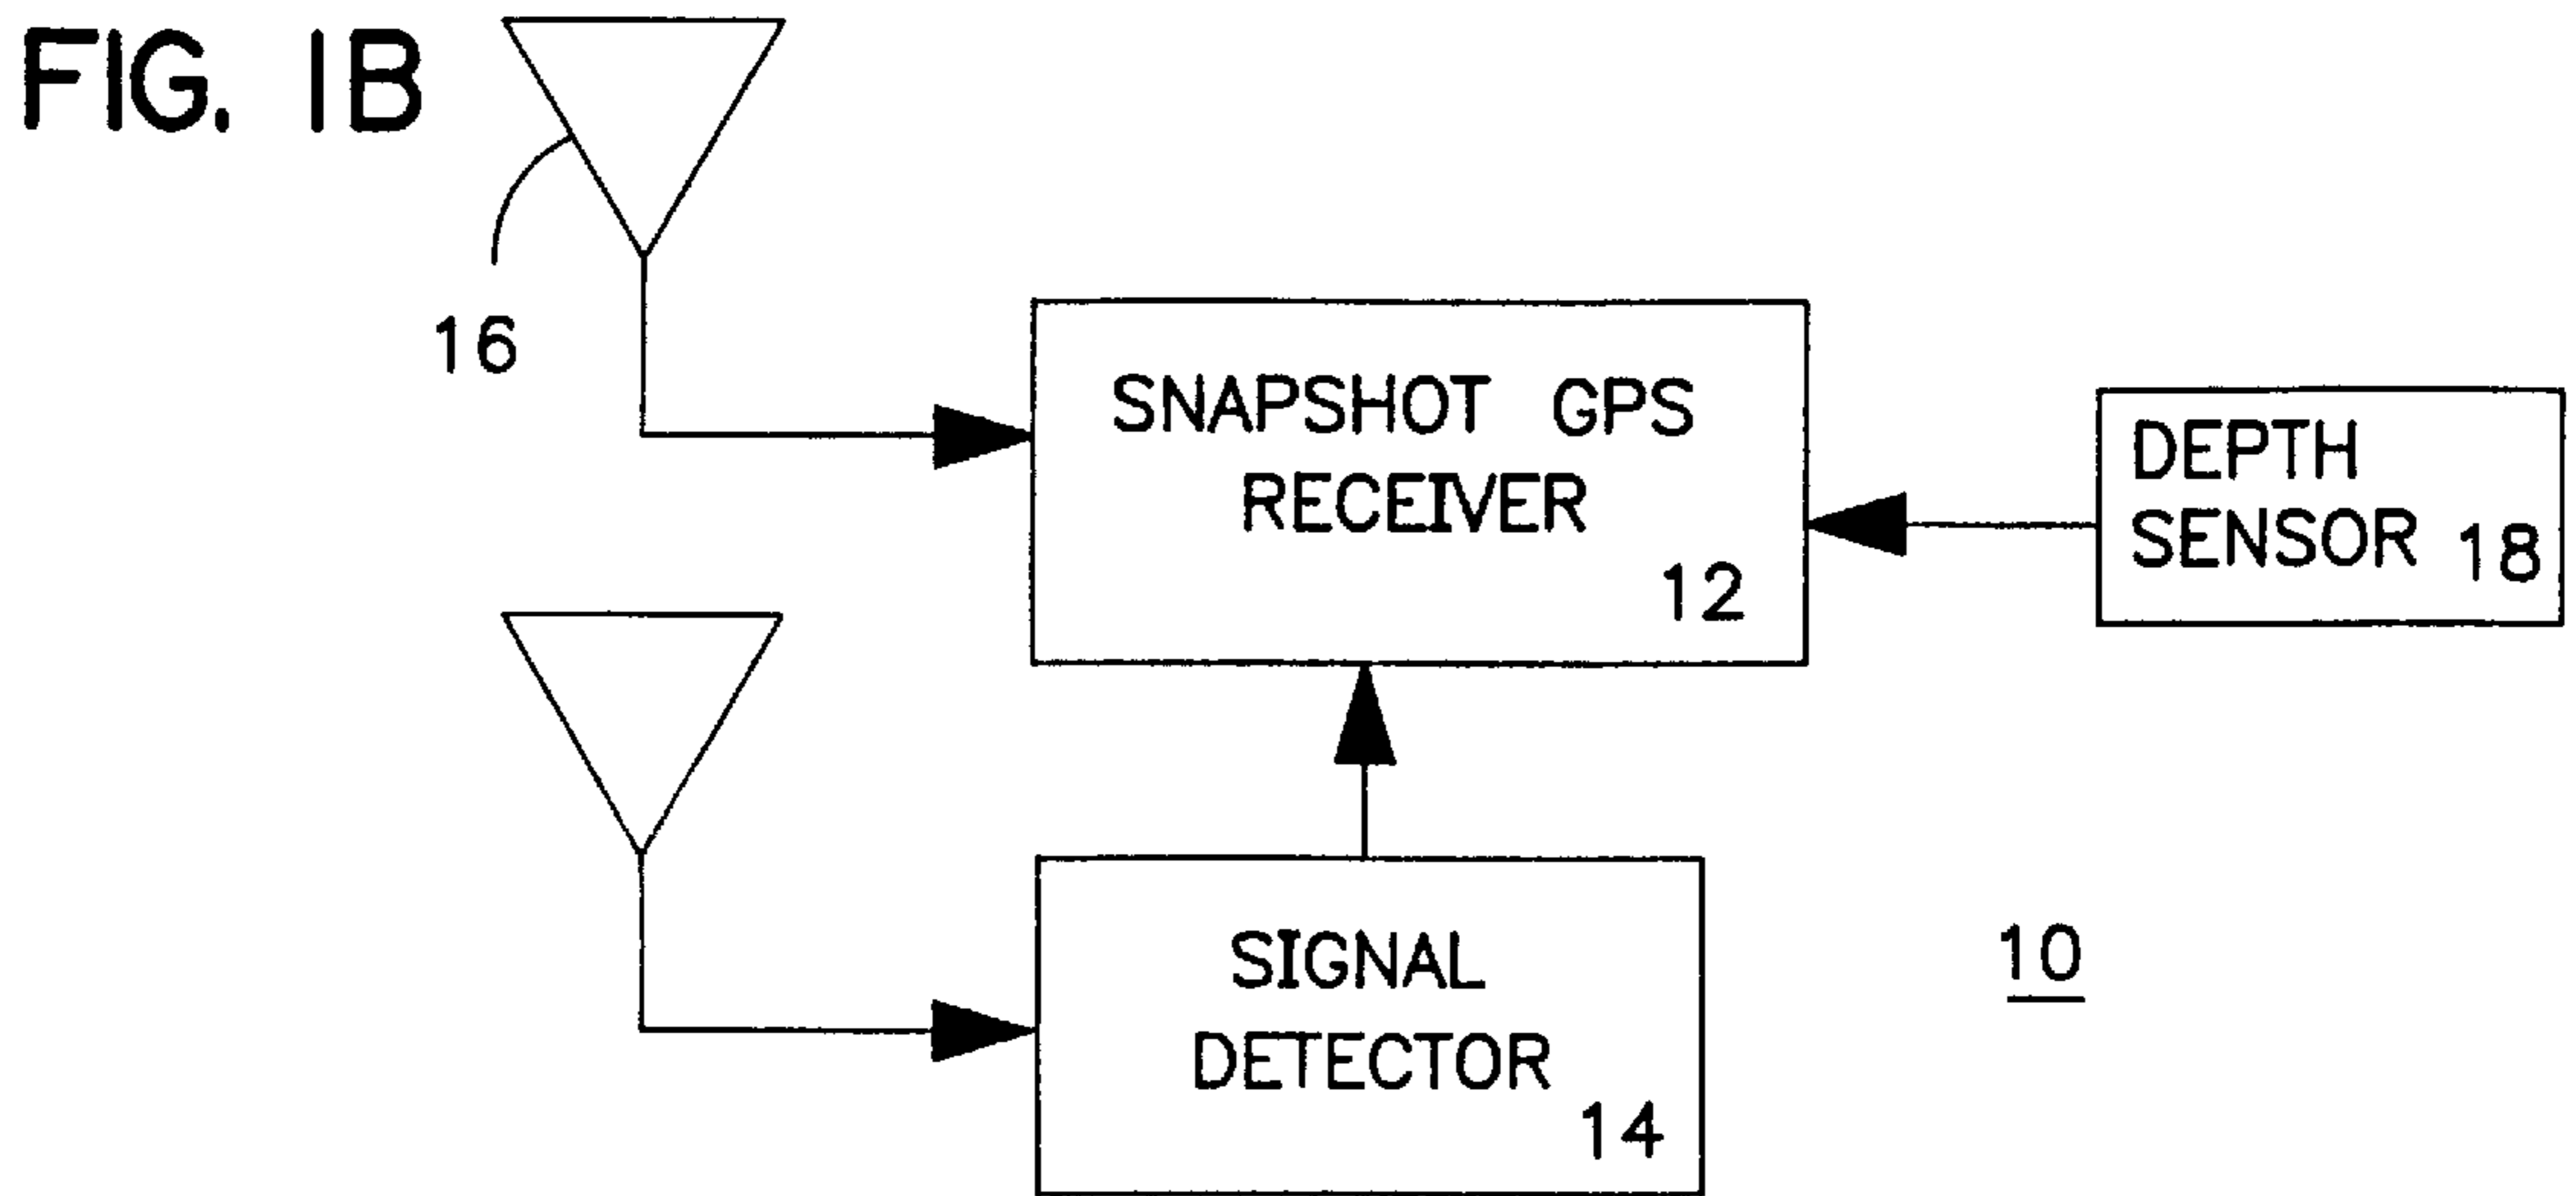 FIG. 1B
16
SNAPSHOT GPS
RECEIVER
12
DEPTH
SENSOR 18
SIGNAL
DETECTOR
14
10